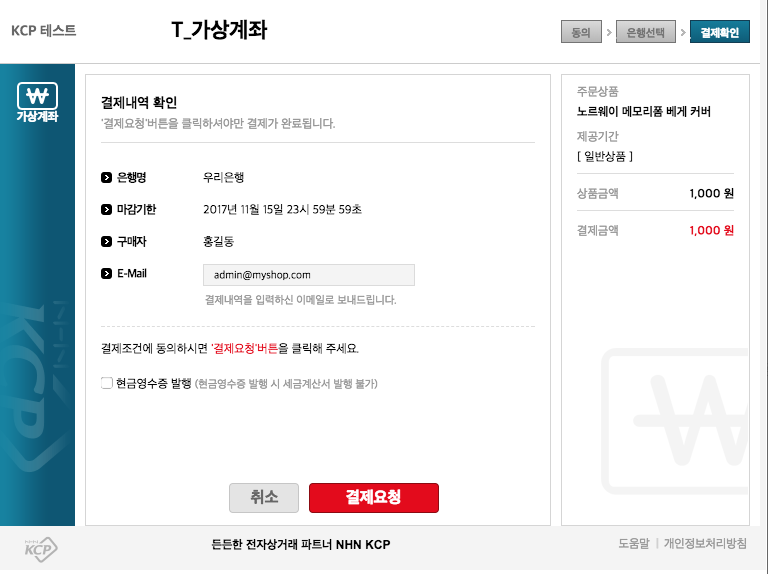 KCP 테스트
T_가상계좌
동의 > 은행선택 > 결제확인
가상계좌
결제내역 확인
'결제요청'버튼을 클릭하셔야만 결제가 완료됩니다.
은행명 우리은행
마감기한 2017년 11월 15일 23시 59분 59초
구매자 홍길동
E-Mail admin@myshop.com
결제내역을 입력하신 이메일로 보내드립니다.
결제조건에 동의하시면 '결제요청'버튼을 클릭해 주세요.
현금영수증 발행 (현금영수증 발행 시 세금계산서 발행 불가)
취소 결제요청
주문상품
노르웨이 메모리폼 베게 커버
제공기간
[ 일반상품 ]
상품금액 1,000 원
결제금액 1,000 원
NHN KCP
NHN KCP
든든한 전자상거래 파트너 NHN KCP
도움말 | 개인정보처리방침